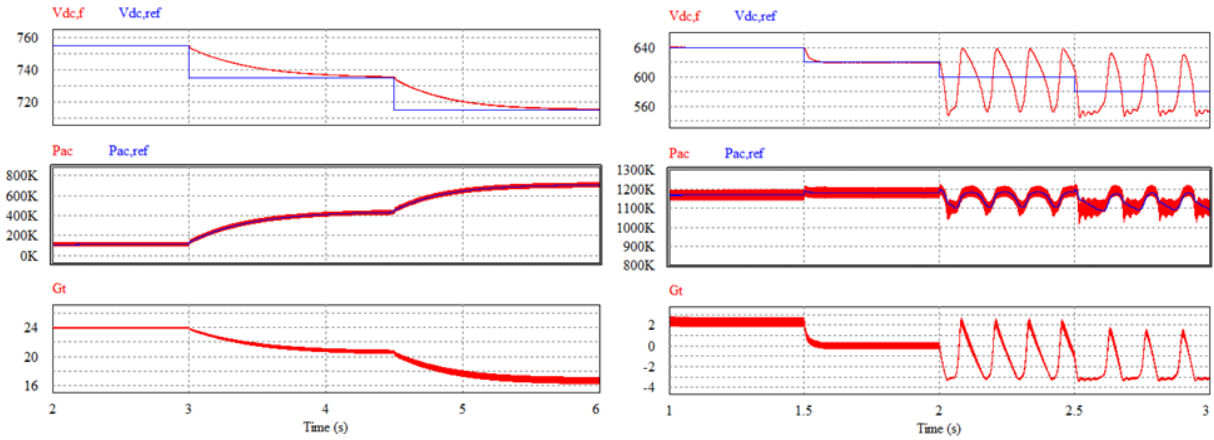 Vdc,f Vdc,ref
760
740
720
Pac Pac,ref
800K
600K
400K
200K
0K
Gt
24
20
16
2 3 4 5 6
Time (s)
Vdc,f Vdc,ref
640
600
560
Pac Pac,ref
1300K
1200K
1100K
1000K
900K
800K
Gt
2
0
-2
-4
1 1.5 2 2.5 3
Time (s)